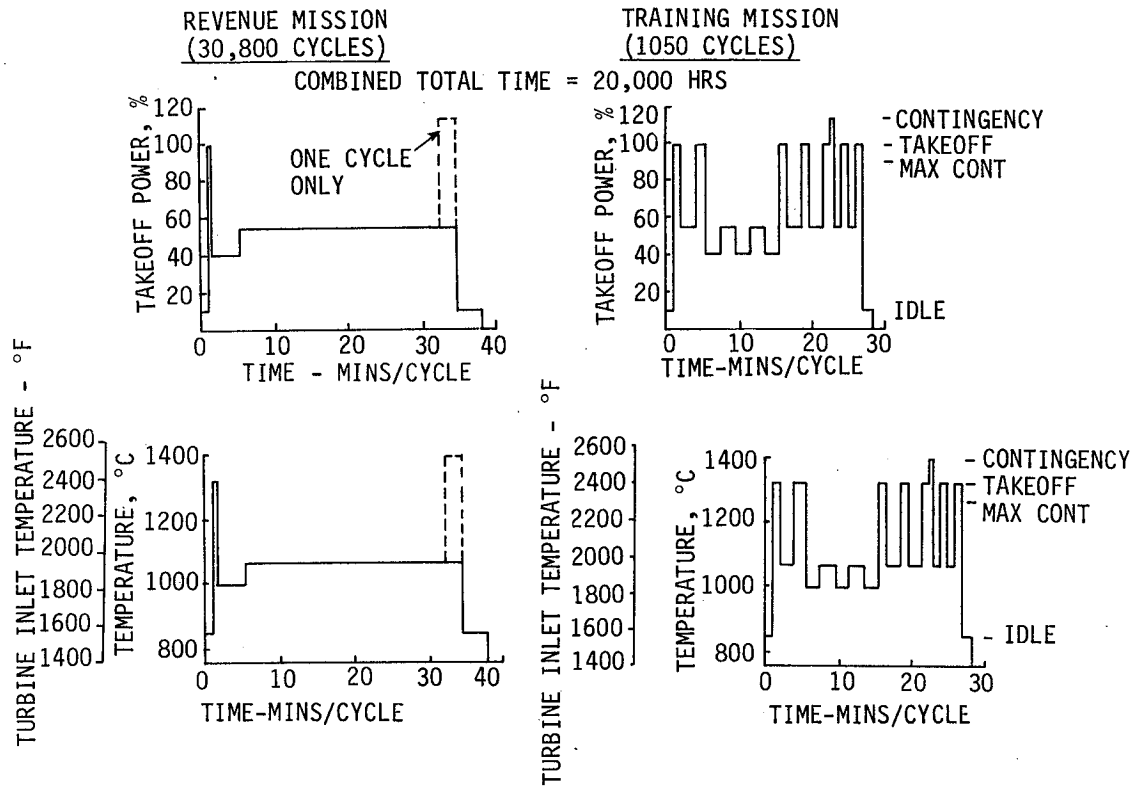 REVENUE MISSION
(30,800 CYCLES)
TRAINING MISSION
(1050 CYCLES)
COMBINED TOTAL TIME = 20,000 HRS
TAKEOFF POWER, %
120
100
80
60
40
20
ONE CYCLE
ONLY
0 10 20 30 40
TIME - MINS/CYCLE
TAKEOFF POWER, %
120
100
80
60
40
20
-CONTINGENCY
-TAKEOFF
-MAX CONT
IDLE
0 10 20 30
TIME-MINS/CYCLE
TURBINE INLET TEMPERATURE - °F
2600
2400
2200
2000
1800
1600
1400
TEMPERATURE, °C
1400
1200
1000
800
0 10 20 30 40
TIME-MINS/CYCLE
TURBINE INLET TEMPERATURE - °F
2600
2400
2200
2000
1800
1600
1400
TEMPERATURE, °C
1400
1200
1000
800
- CONTINGENCY
- TAKEOFF
- MAX CONT
- IDLE
0 10 20 30
TIME-MINS/CYCLE